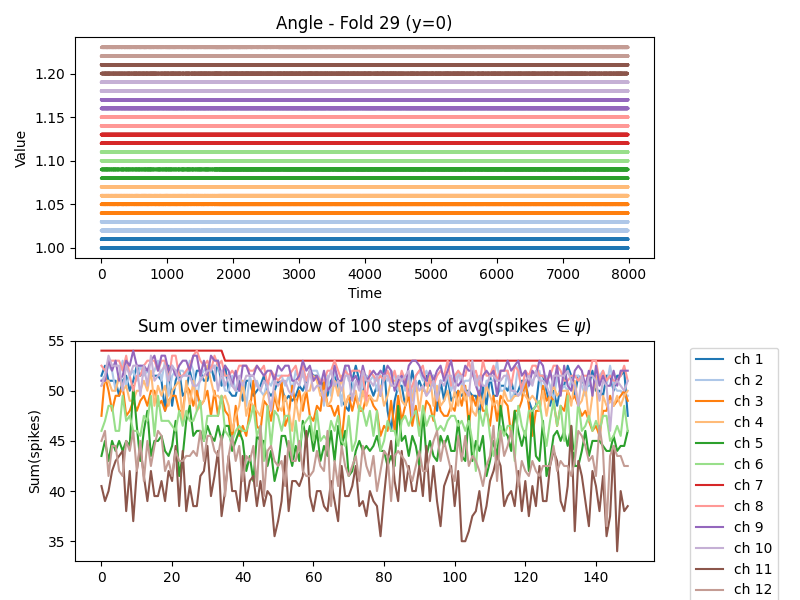 Angle - Fold 29 (y=0)
1.20
1.15
1.10
1.05
1.00
Value
0 1000 2000 3000 4000 5000 6000 7000 8000
Time
Sum over timewindow of 100 steps of avg(spikes ∈ ψ)
55
50
45
40
35
Sum(spikes)
0 20 40 60 80 100 120 140
ch 1
ch 2
ch 3
ch 4
ch 5
ch 6
ch 7
ch 8
ch 9
ch 10
ch 11
ch 12